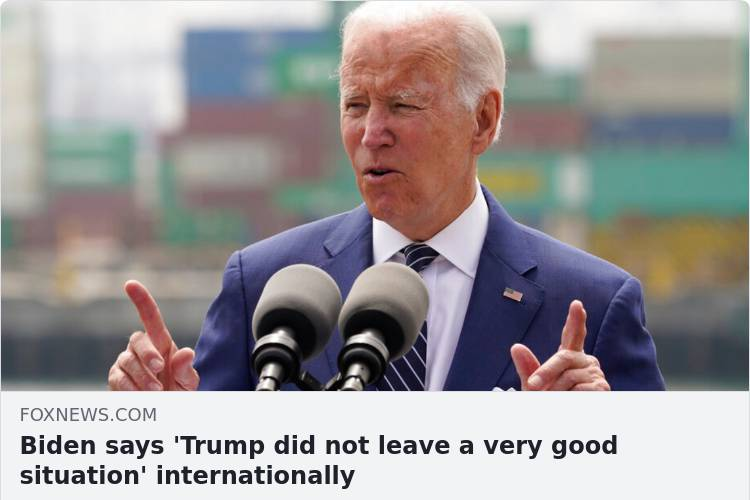 FOXNEWS.COM
Biden says 'Trump did not leave a very good
situation' internationally